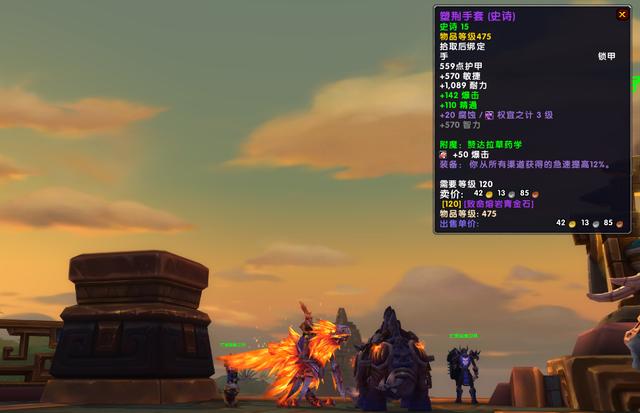 塑荆手套 (史诗)
史诗 15
物品等级475
拾取后绑定
手 锁甲
559点护甲
+570 敏捷
+1,089 耐力
+142 爆击
+110 精通
+20 腐蚀 / 权宜之计 3 级
+570 智力
附魔：赞达拉草药学
+50 爆击
装备：你从所有渠道获得的急速提高12%。
需要等级 120
卖价： 42 13 85
[120] [致命熔岩青金石]
物品等级: 475
出售单价: 42 13 85